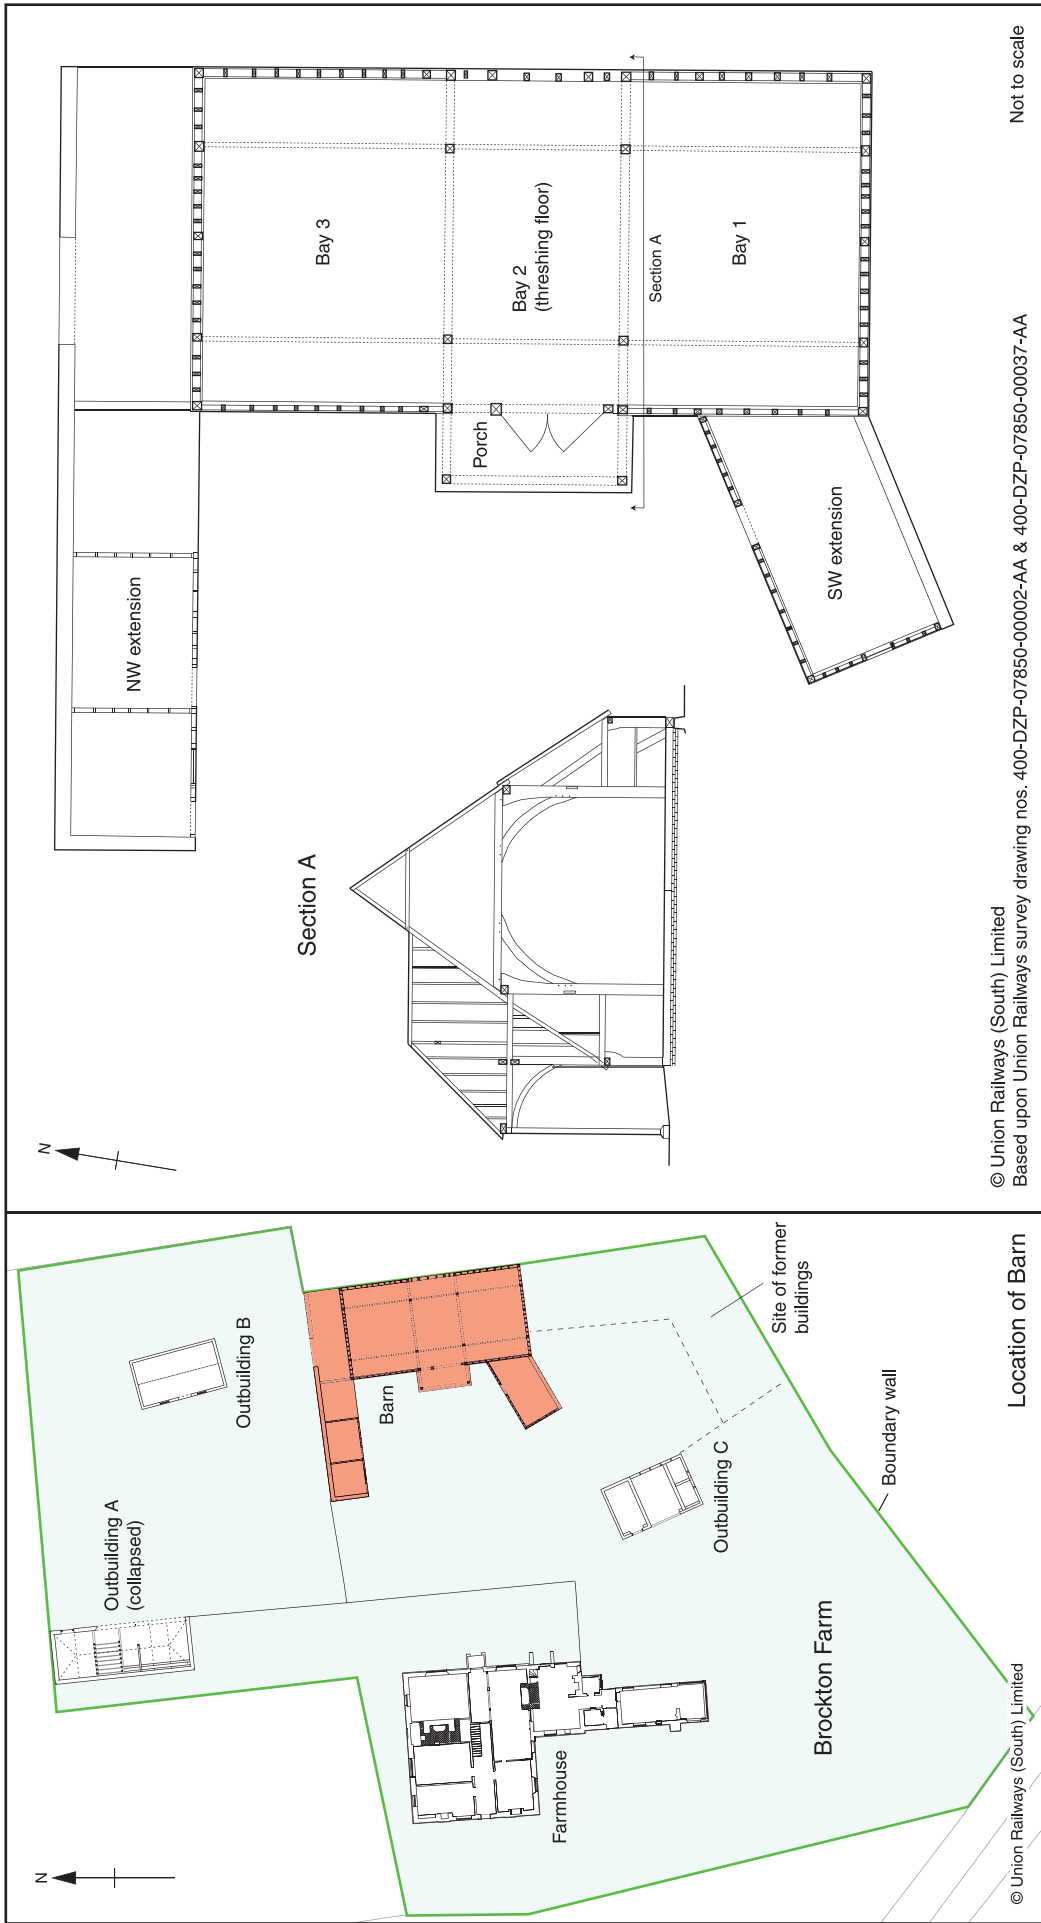 N
Outbuilding A
(collapsed)
Outbuilding B
Barn
Farmhouse
Outbuilding C
Site of former
buildings
Boundary wall
Brockton Farm
Location of Barn
© Union Railways (South) Limited
N
Section A
NW extension
Porch
SW extension
Bay 3
Bay 2
(threshing floor)
Section A
Bay 1
© Union Railways (South) Limited
Based upon Union Railways survey drawing nos. 400-DZP-07850-00002-AA & 400-DZP-07850-00037-AA
Not to scale